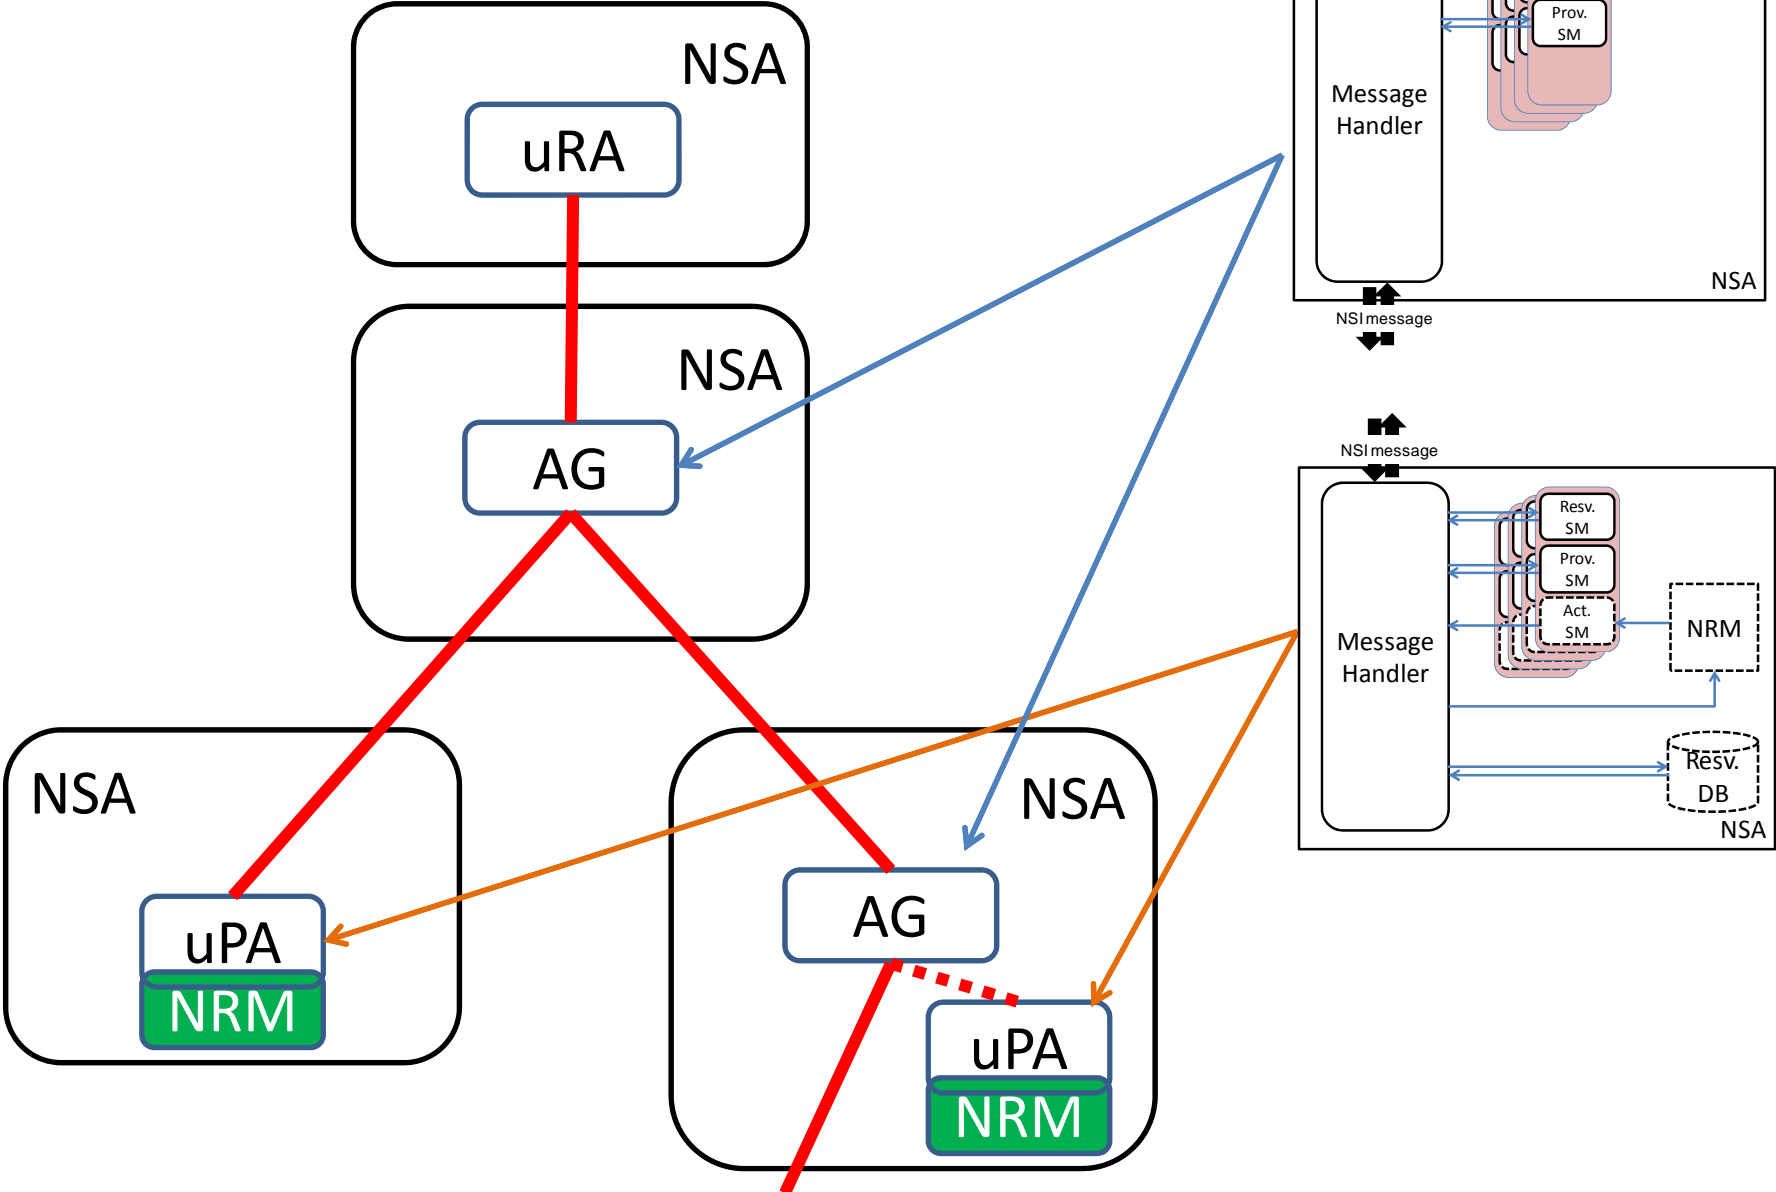 NSA
uRA
NSA
AG
NSA
uPA
NRM
NSA
AG
uPA
NRM
Prov.
SM
Message
Handler
NSA
NSI message
NSI message
Resv.
SM
Prov.
SM
Act.
SM
Message
Handler
NRM
Resv.
DB
NSA